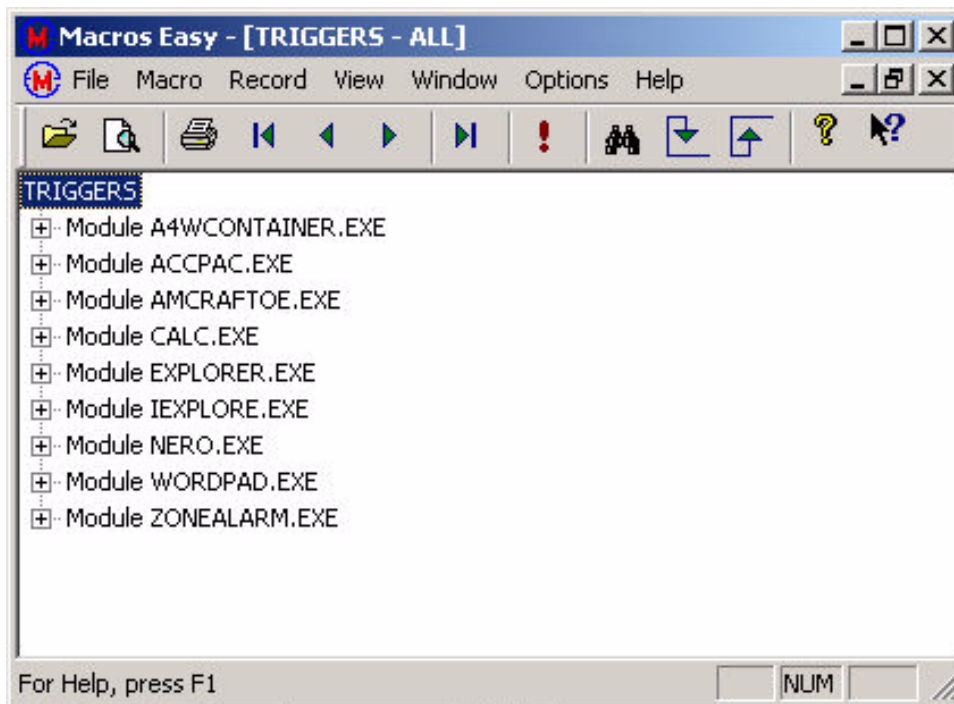 Macros Easy - [TRIGGERS - ALL]
File Macro Record View Window Options Help
TRIGGERS
Module A4WCONTAINER.EXE
Module ACCPAC.EXE
Module AMCRAFTOE.EXE
Module CALC.EXE
Module EXPLORER.EXE
Module IEXPLORE.EXE
Module NERO.EXE
Module WORDPAD.EXE
Module ZONEALARM.EXE
For Help, press F1 NUM